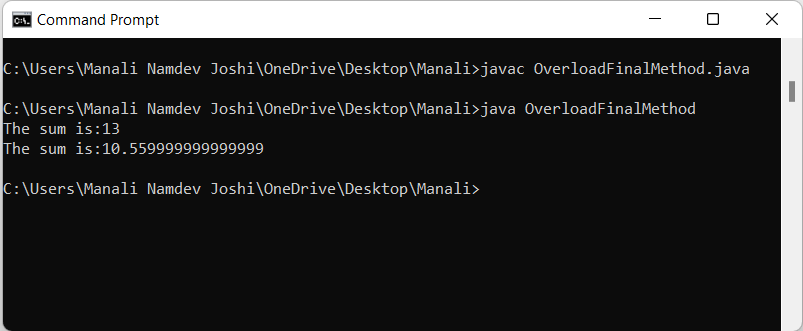 Command Prompt
C:\Users\Manali Namdev Joshi\OneDrive\Desktop\Manali>javac OverloadFinalMethod.java
C:\Users\Manali Namdev Joshi\OneDrive\Desktop\Manali>java OverloadFinalMethod
The sum is:13
The sum is:10.559999999999999
C:\Users\Manali Namdev Joshi\OneDrive\Desktop\Manali>